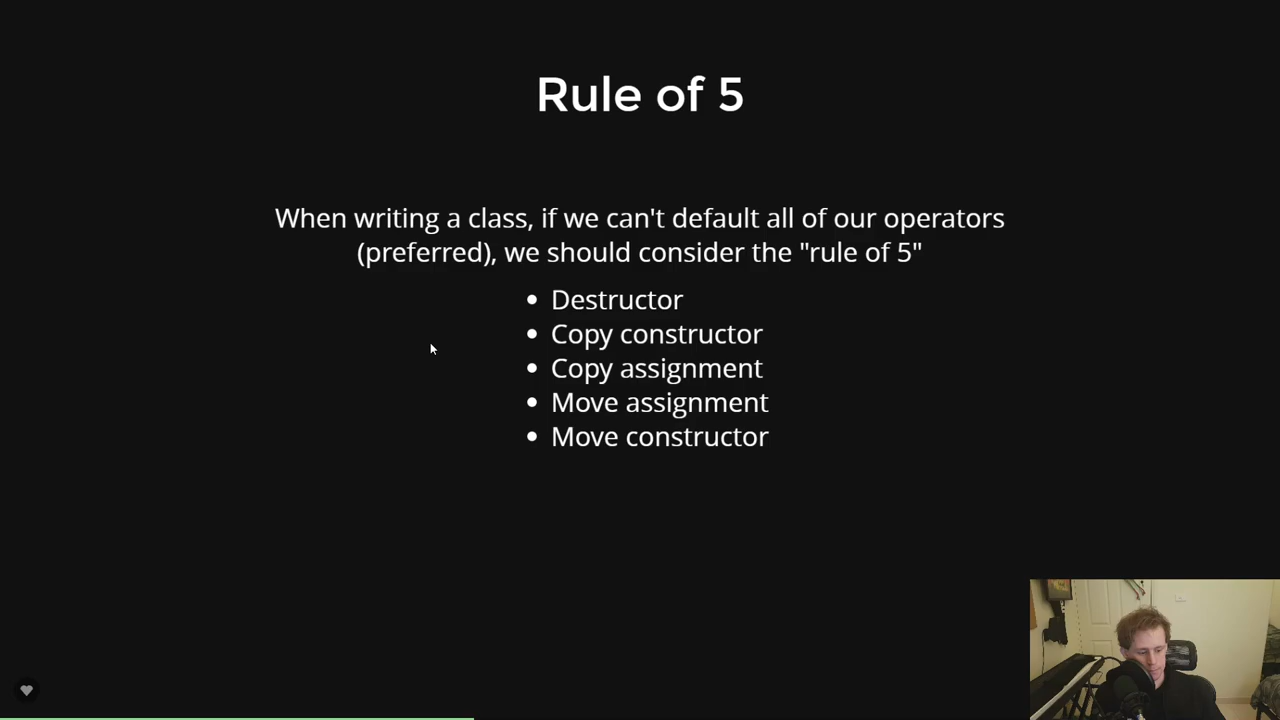 Rule of 5
When writing a class, if we can't default all of our operators
(preferred), we should consider the "rule of 5"
Destructor
Copy constructor
Copy assignment
Move assignment
Move constructor